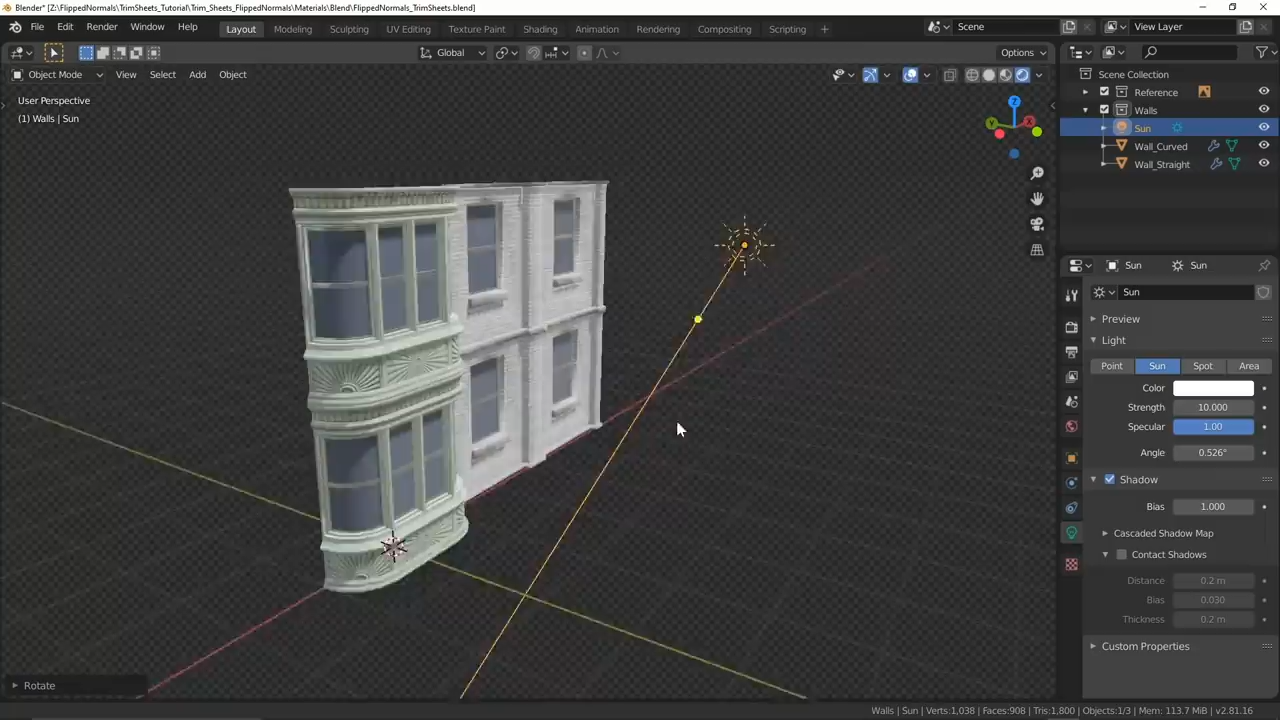 Blender* [Z:\FlippedNormals\TrimSheets_Tutorial\Trim_Sheets_FlippedNormals\Materials\Blend\FlippedNormals_TrimSheets.blend]
File Edit Render Window Help Layout Modeling Sculpting UV Editing Texture Paint Shading Animation Rendering Compositing Scripting + Scene View Layer
Global Options
Object Mode View Select Add Object
User Perspective
(1) Walls | Sun
Z
Y
X
Scene Collection
Reference
Walls
Sun
Wall_Curved
Wall_Straight
Sun Sun
Sun
Preview
Light
Point Sun Spot Area
Color
Strength 10.000
Specular 1.00
Angle 0.526°
Shadow
Bias 1.000
Cascaded Shadow Map
Contact Shadows
Distance 0.2 m
Bias 0.030
Thickness 0.2 m
Custom Properties
Rotate
Walls | Sun | Verts:1,038 | Faces:908 | Tris:1,800 | Objects:1/3 | Mem: 113.7 MiB | v2.81.16